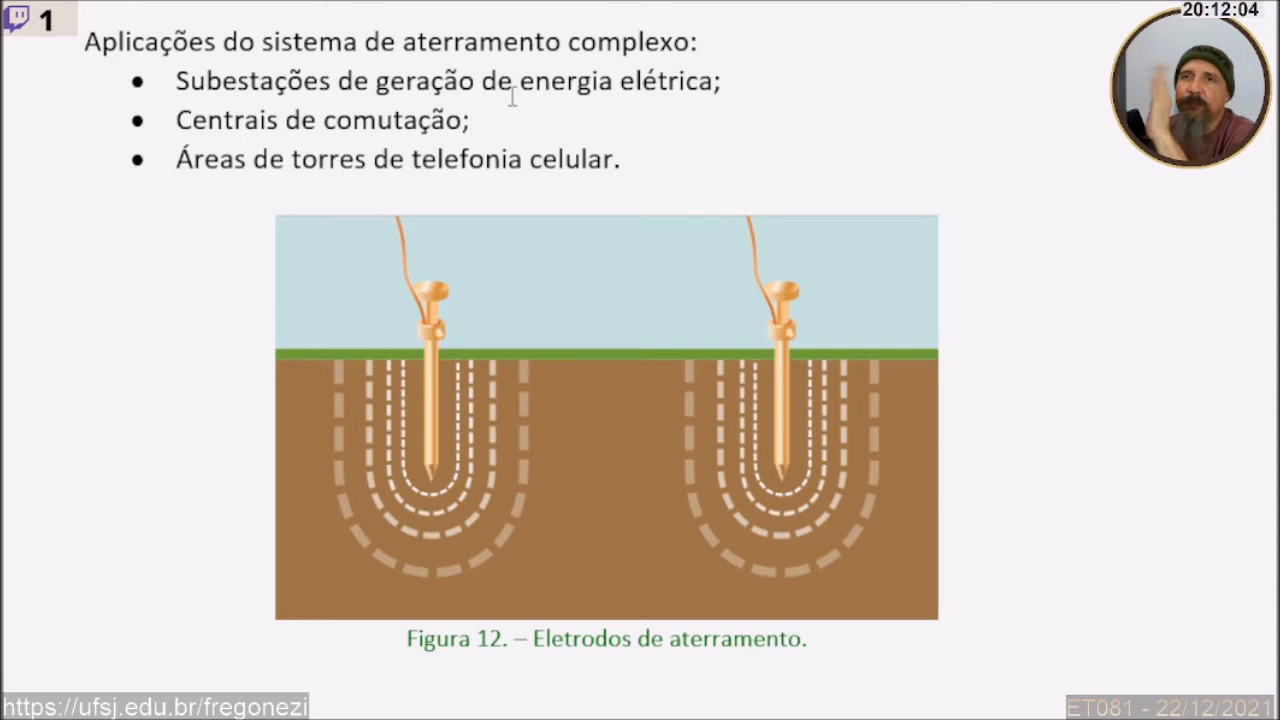 1
20:12:04
Aplicações do sistema de aterramento complexo:
• Subestações de geração de energia elétrica;
• Centrais de comutação;
• Áreas de torres de telefonia celular.
Figura 12. – Eletrodos de aterramento.
https://ufsj.edu.br/fregonezi
ET081 - 22/12/2021